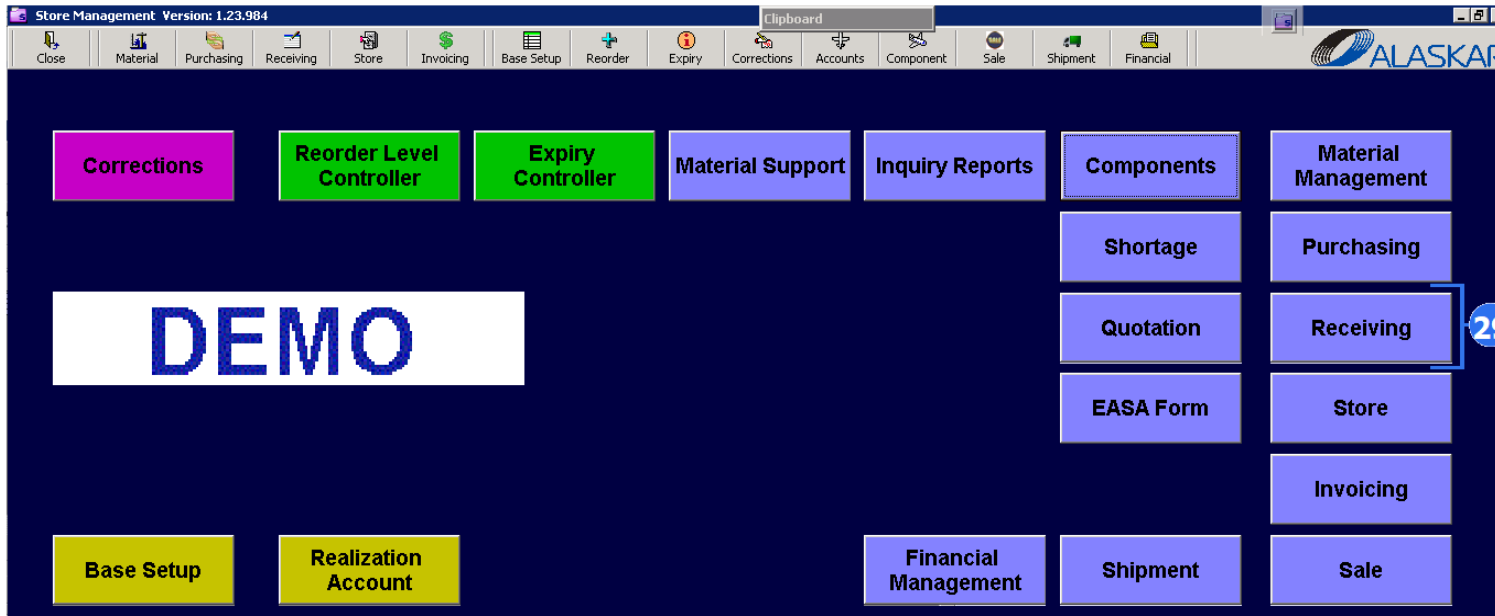 Store Management Version: 1.23.984
Clipboard
Close Material Purchasing Receiving Store Invoicing Base Setup Reorder Expiry Corrections Accounts Component Sale Shipment Financial
Corrections
Reorder Level
Controller
Expiry
Controller
Material Support
Inquiry Reports
Components
Material
Management
Shortage
Purchasing
DEMO
Quotation
Receiving
EASA Form
Store
Invoicing
Base Setup
Realization
Account
Financial
Management
Shipment
Sale